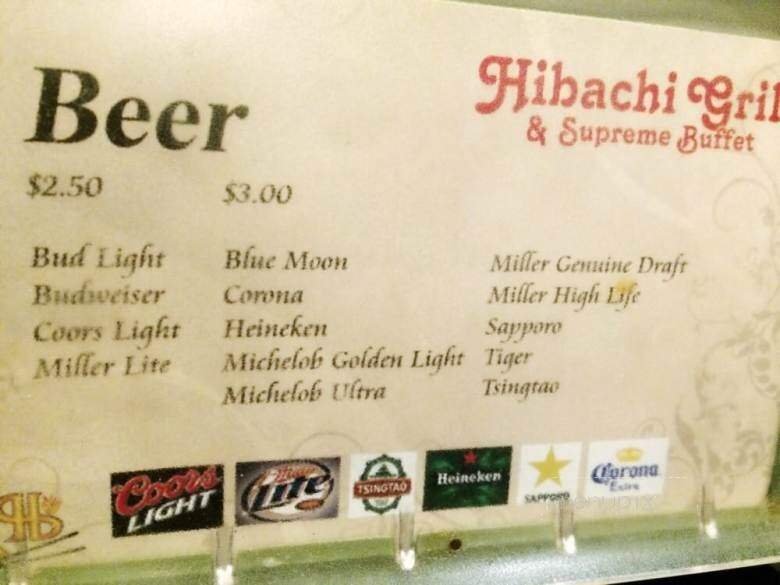 Beer
Hibachi Gril
& Supreme Buffet
$2.50
$3.00
Bud Light
Budweiser
Coors Light
Miller Lite
Blue Moon
Corona
Heineken
Michelob Golden Light
Michelob Ultra
Miller Genuine Draft
Miller High Life
Sapporo
Tiger
Tsingtao
HB
Coors
LIGHT
Miller
Lite
TSINGTAO
Heineken
SAPPORO
Corona
Extra